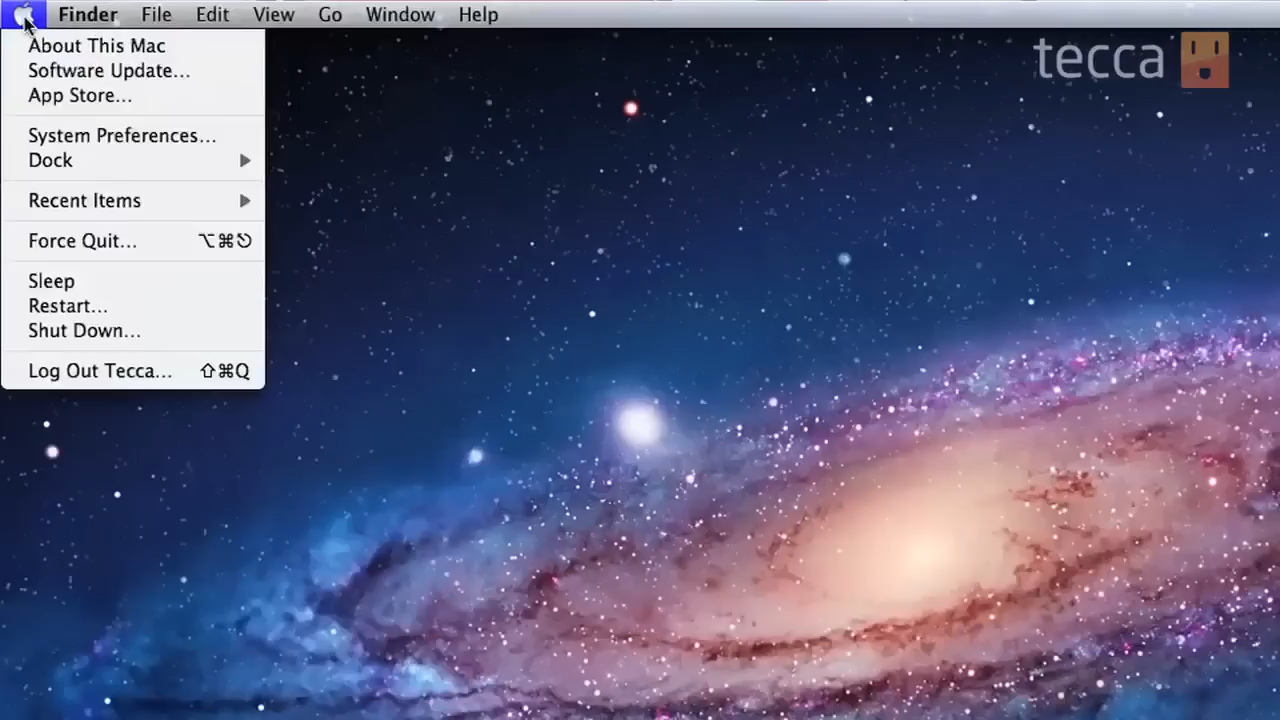 Finder File Edit View Go Window Help
tecca
About This Mac
Software Update...
App Store...
System Preferences...
Dock
Recent Items
Force Quit... ⌥⌘⎋
Sleep
Restart...
Shut Down...
Log Out Tecca... ⇧⌘Q